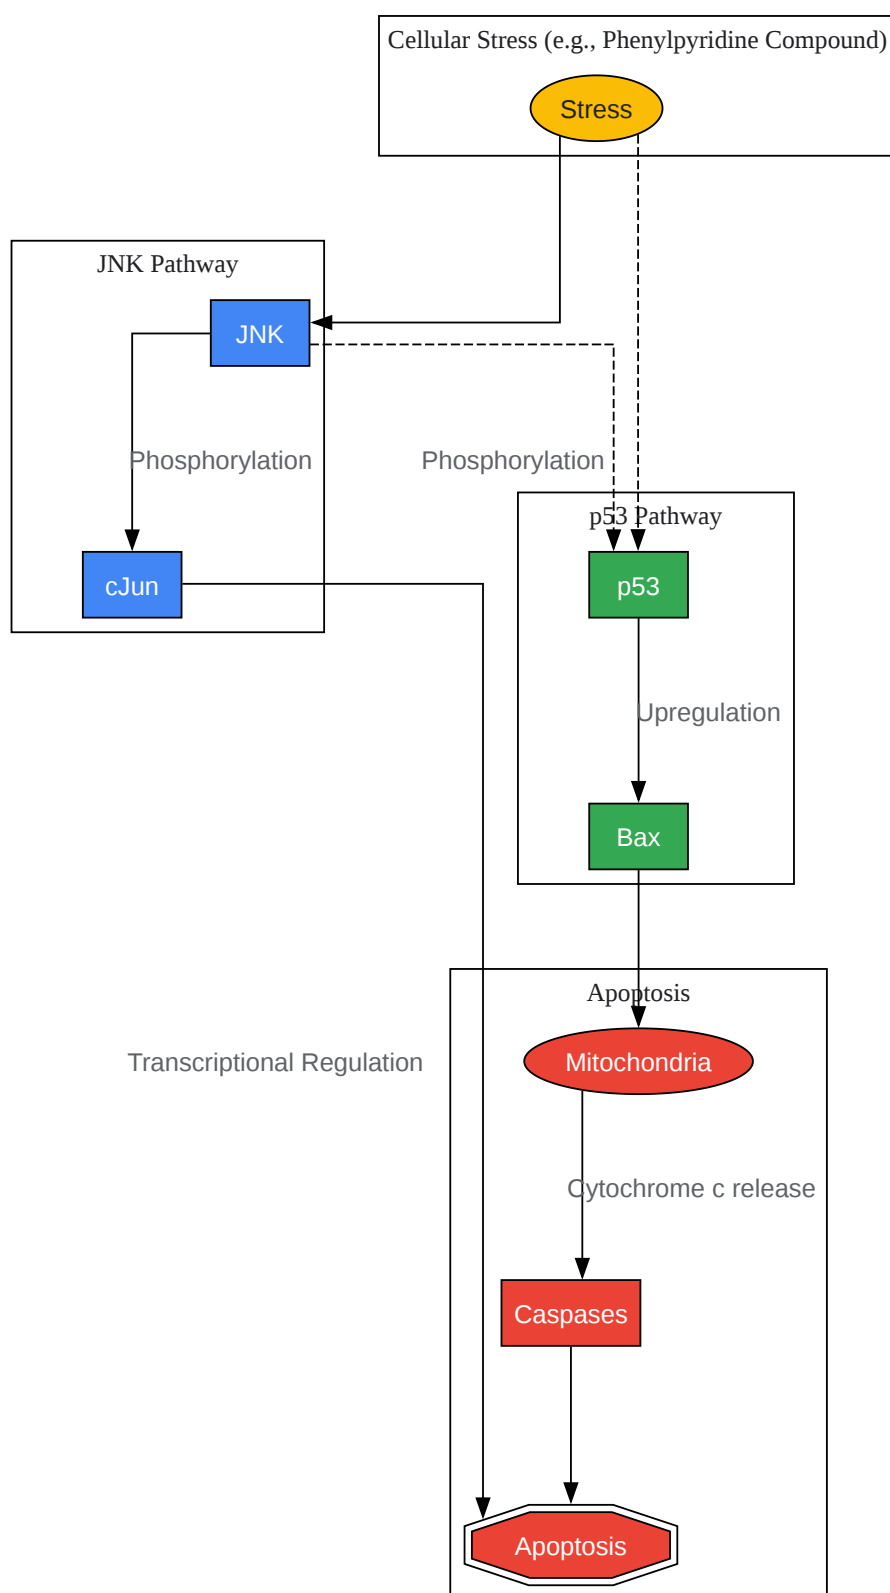 Cellular Stress (e.g., Phenylpyridine Compound)
Stress
JNK Pathway
JNK
Phosphorylation
Phosphorylation
p53 Pathway
cJun
p53
Upregulation
Bax
Apoptosis
Transcriptional Regulation
Mitochondria
Cytochrome c release
Caspases
Apoptosis